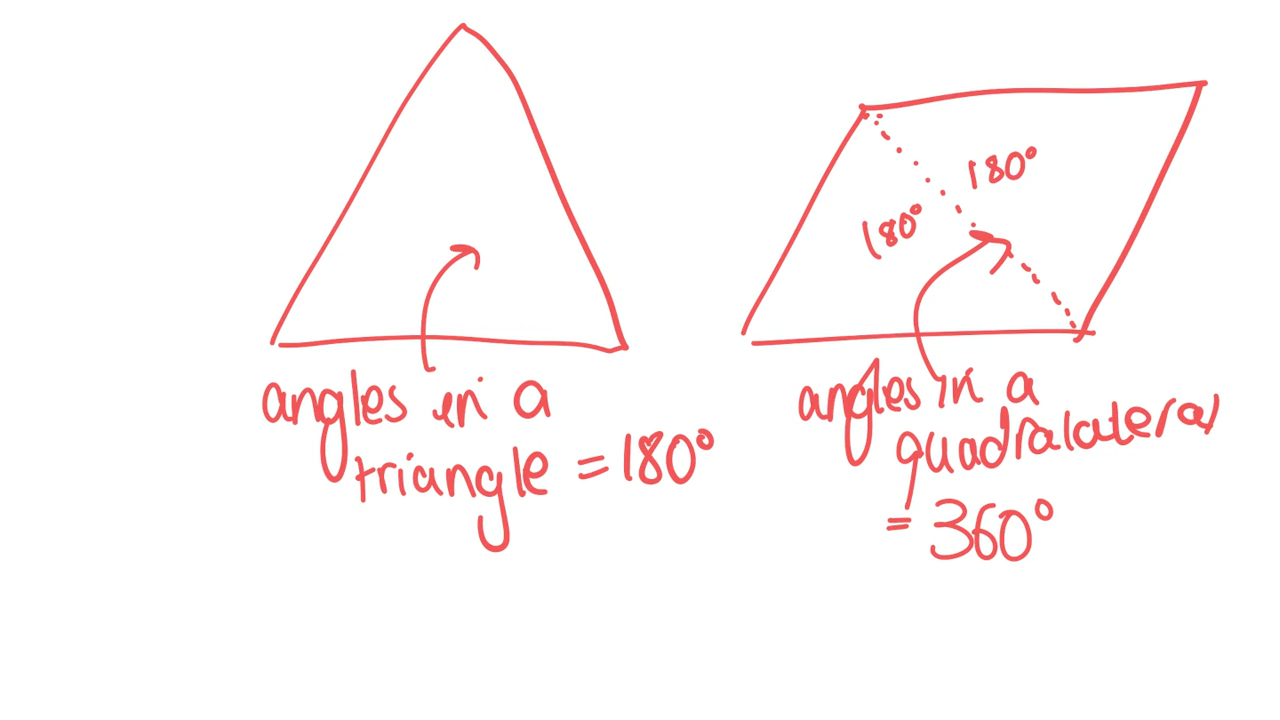 180°
180°
angles in a
triangle = 180°
angles in a
quadralateral
= 360°